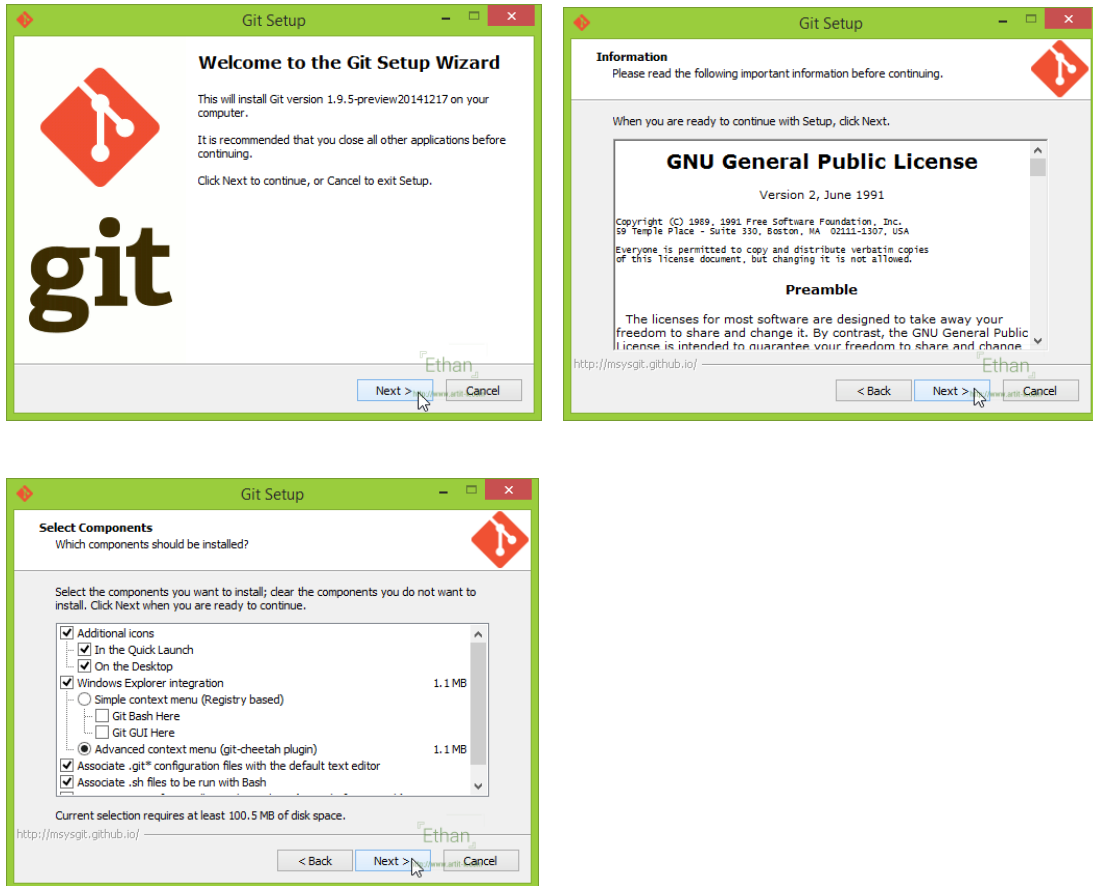 Git Setup
Welcome to the Git Setup Wizard
This will install Git version 1.9.5-preview20141217 on your
computer.
It is recommended that you close all other applications before
continuing.
Click Next to continue, or Cancel to exit Setup.
git
Ethan
Next >
Cancel
Git Setup
Information
Please read the following important information before continuing.
When you are ready to continue with Setup, click Next.
GNU General Public License
Version 2, June 1991
Copyright (C) 1989, 1991 Free Software Foundation, Inc.
59 Temple Place - Suite 330, Boston, MA 02111-1307, USA
Everyone is permitted to copy and distribute verbatim copies
of this license document, but changing it is not allowed.
Preamble
The licenses for most software are designed to take away your
freedom to share and change it. By contrast, the GNU General Public
License is intended to guarantee your freedom to share and change
http://msysgit.github.io/
Ethan
< Back
Next >
Cancel
Git Setup
Select Components
Which components should be installed?
Select the components you want to install; clear the components you do not want to
install. Click Next when you are ready to continue.
Additional icons
In the Quick Launch
On the Desktop
Windows Explorer integration 1.1 MB
Simple context menu (Registry based)
Git Bash Here
Git GUI Here
Advanced context menu (git-cheetah plugin) 1.1 MB
Associate .git* configuration files with the default text editor
Associate .sh files to be run with Bash
Current selection requires at least 100.5 MB of disk space.
http://msysgit.github.io/
Ethan
< Back
Next >
Cancel